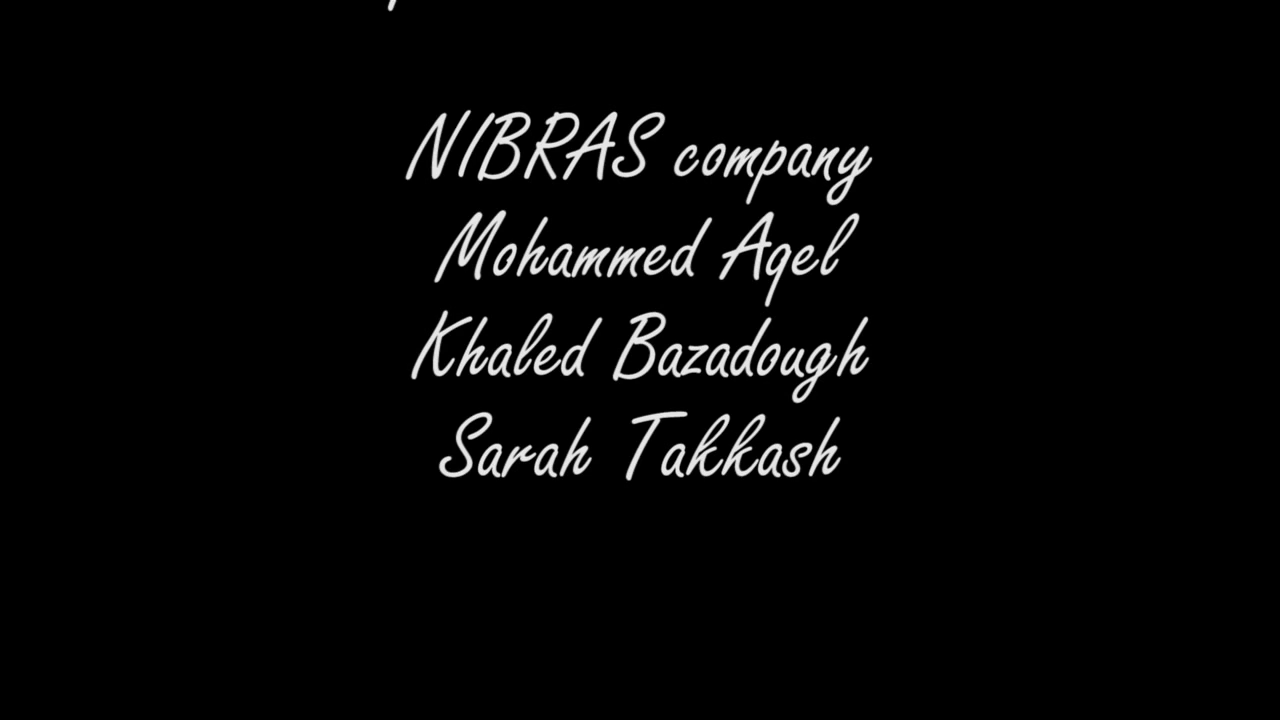 NIBRAS company
Mohammed Aqel
Khaled Bazadough
Sarah Takkash